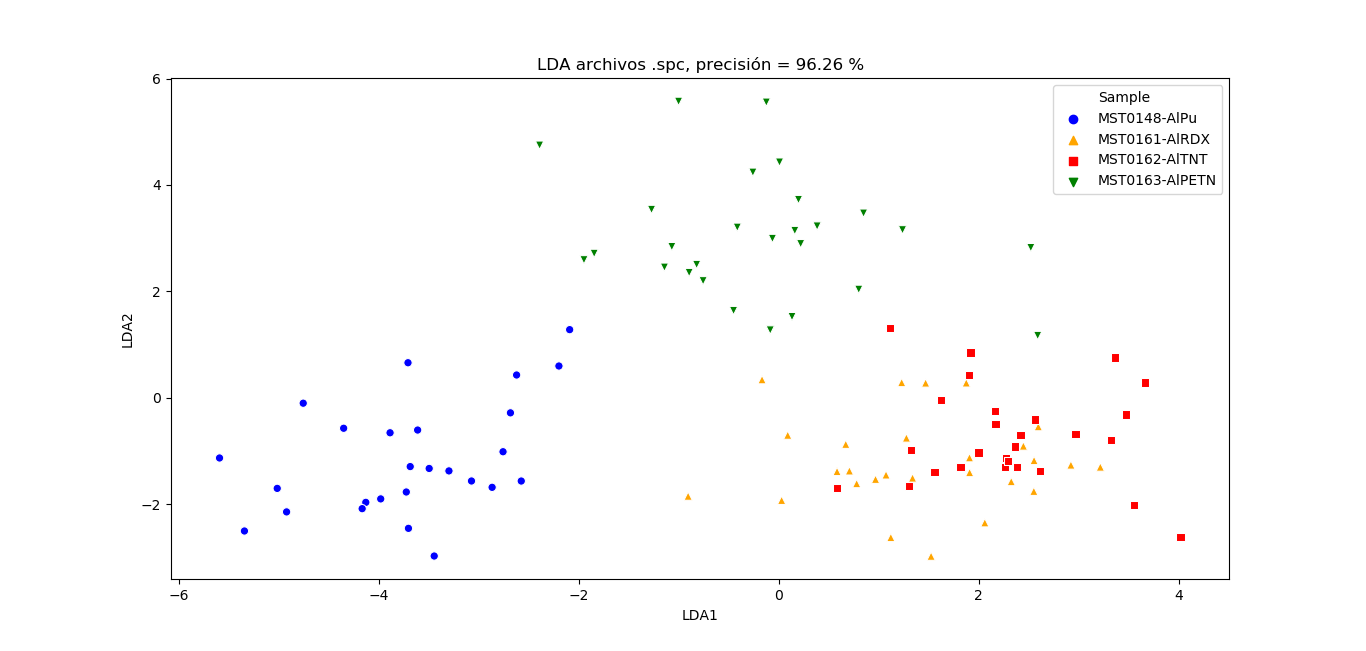 LDA archivos .spc, precisión = 96.26 %
6
4
2
0
−2
LDA2
−6
−4
−2
0
2
4
LDA1
Sample
MST0148-AlPu
MST0161-AlRDX
MST0162-AlTNT
MST0163-AlPETN